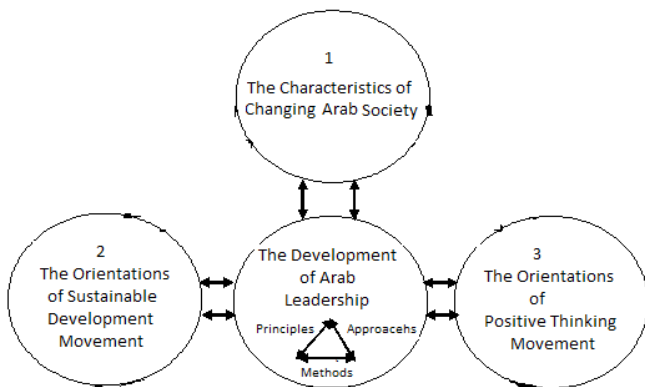 1
The Characteristics of
Changing Arab Society
2
The Orientations
of Sustainable
Development
Movement
The Development
of Arab
Leadership
Principles Approacehs
Methods
3
The Orientations
of
Positive Thinking
Movement